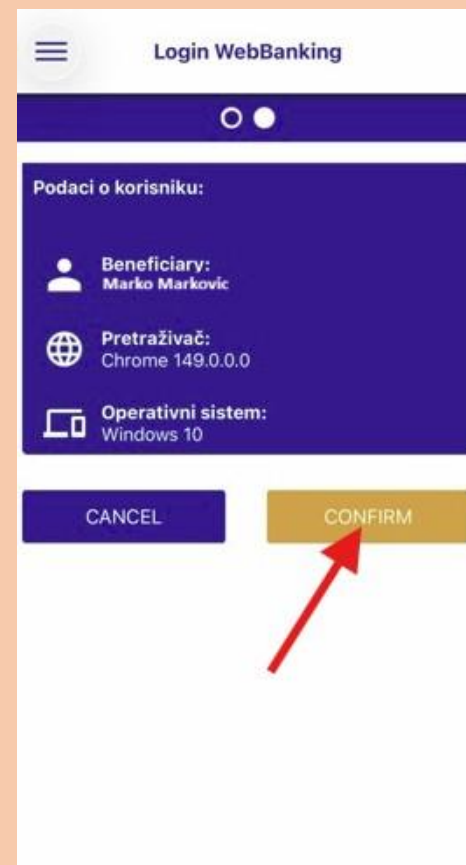 Login WebBanking
Podaci o korisniku:
Beneficiary:
Marko Markovic
Pretraživač:
Chrome 149.0.0.0
Operativni sistem:
Windows 10
CANCEL
CONFIRM